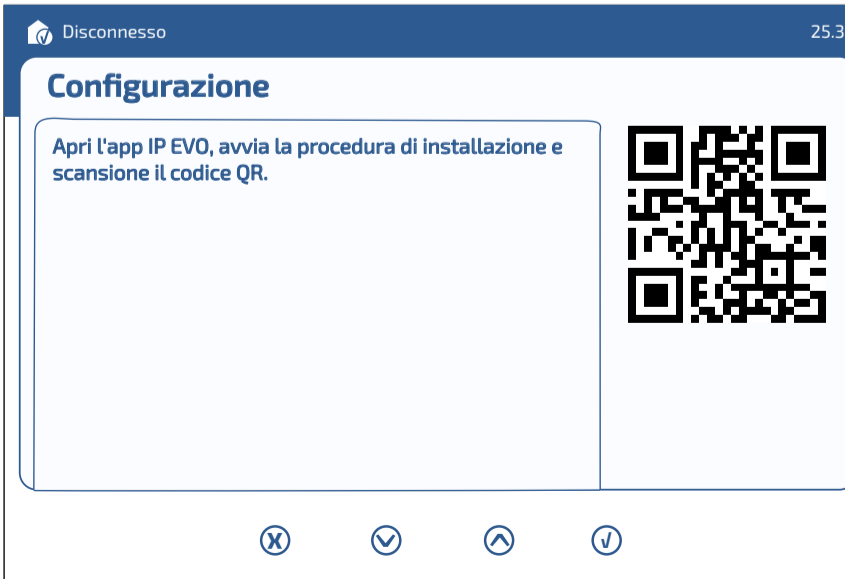 Disconnesso
25.3
Configurazione
Apri l'app IP EVO, avvia la procedura di installazione e
scansione il codice QR.